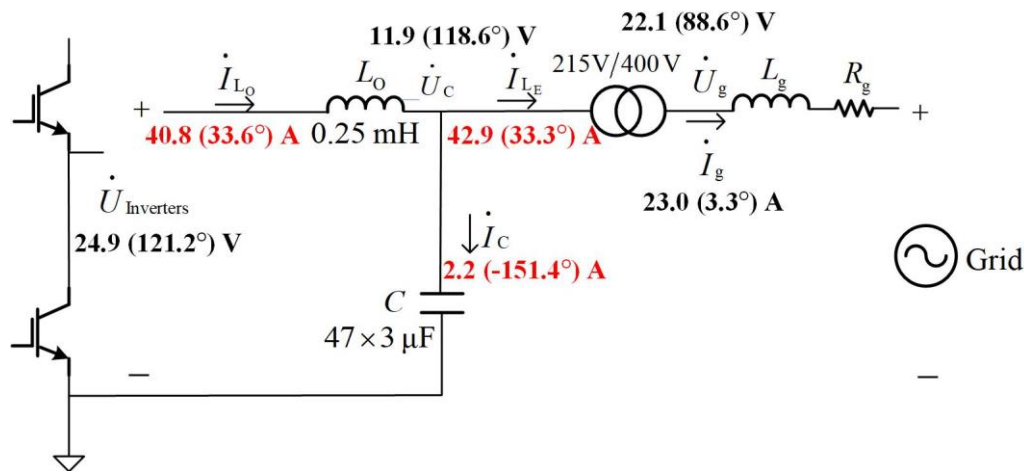 11.9 (118.6°) V
22.1 (88.6°) V
İ_LO
L_O
U̇_C
İ_LE
215V/400V
U̇_g
L_g
R_g
+
40.8 (33.6°) A
0.25 mH
42.9 (33.3°) A
İ_g
+
23.0 (3.3°) A
U̇_Inverters
24.9 (121.2°) V
İ_C
2.2 (-151.4°) A
Grid
C
47×3 μF
−
−